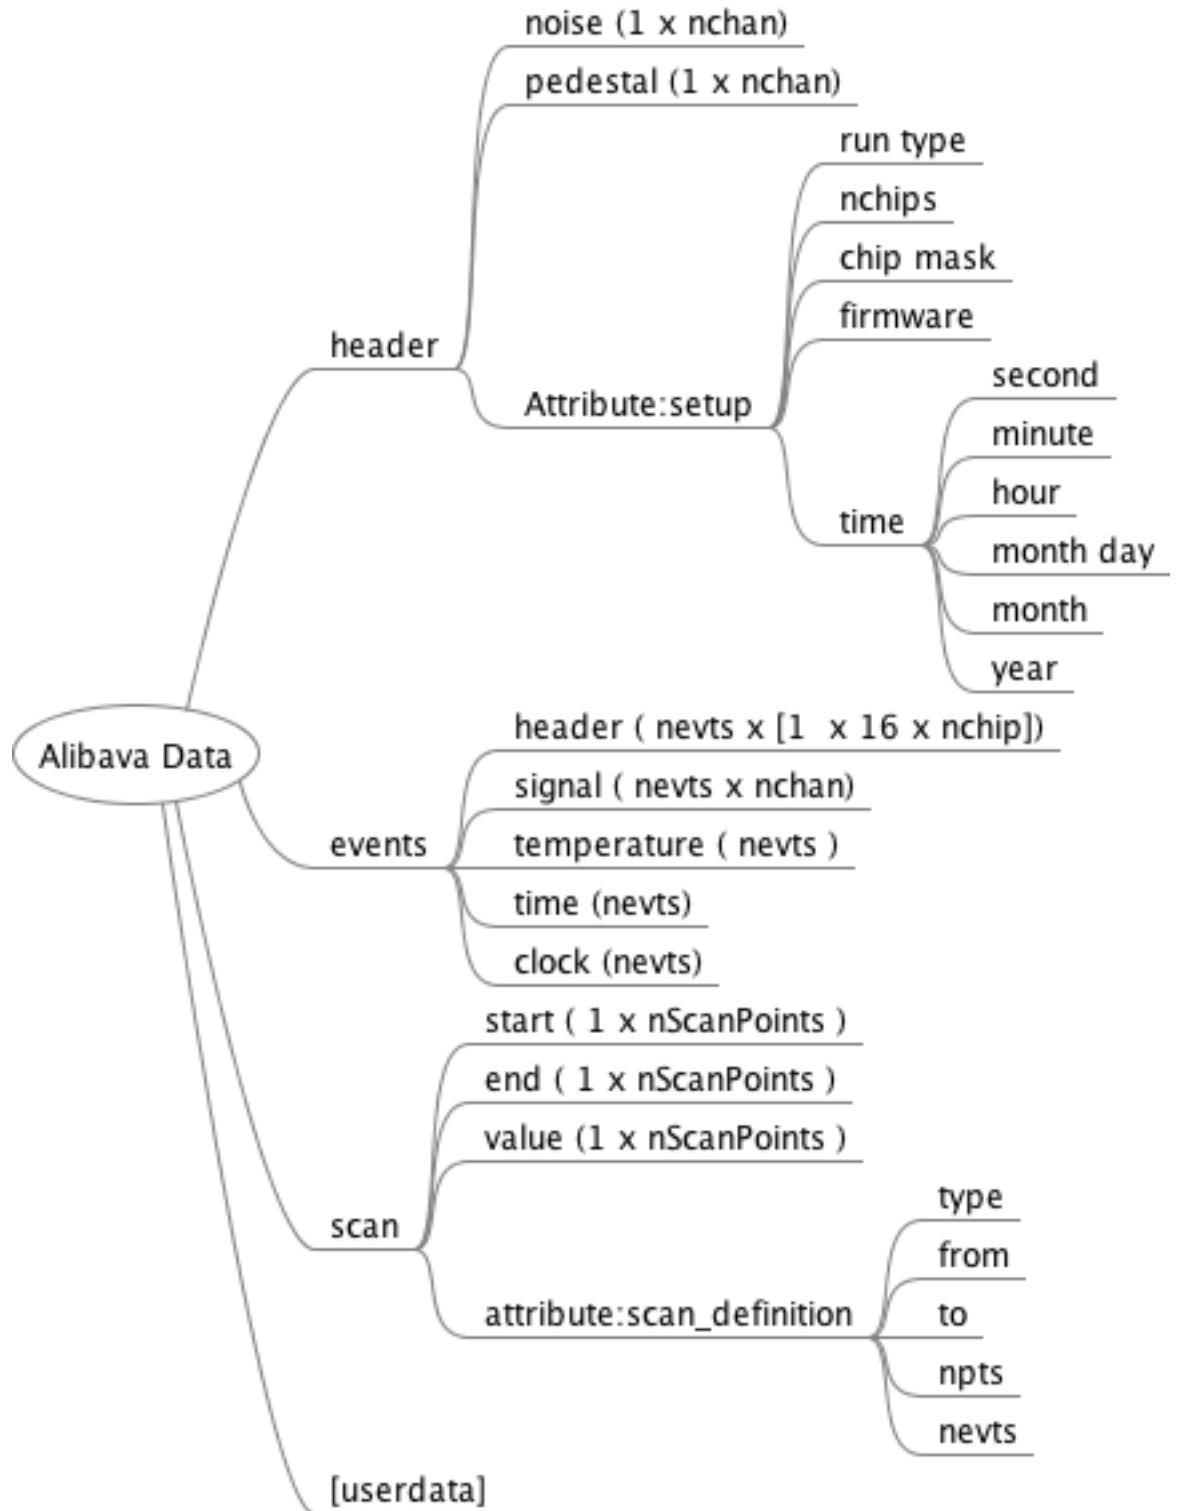 noise (1 x nchan)
pedestal (1 x nchan)
run type
nchips
chip mask
firmware
header
second
Attribute:setup
minute
hour
time
month day
month
year
header ( nevts x [1  x 16 x nchip])
Alibava Data
signal ( nevts x nchan)
events
temperature ( nevts )
time (nevts)
clock (nevts)
start ( 1 x nScanPoints )
end ( 1 x nScanPoints )
value (1 x nScanPoints )
type
scan
from
attribute:scan_definition
to
npts
nevts
[userdata]